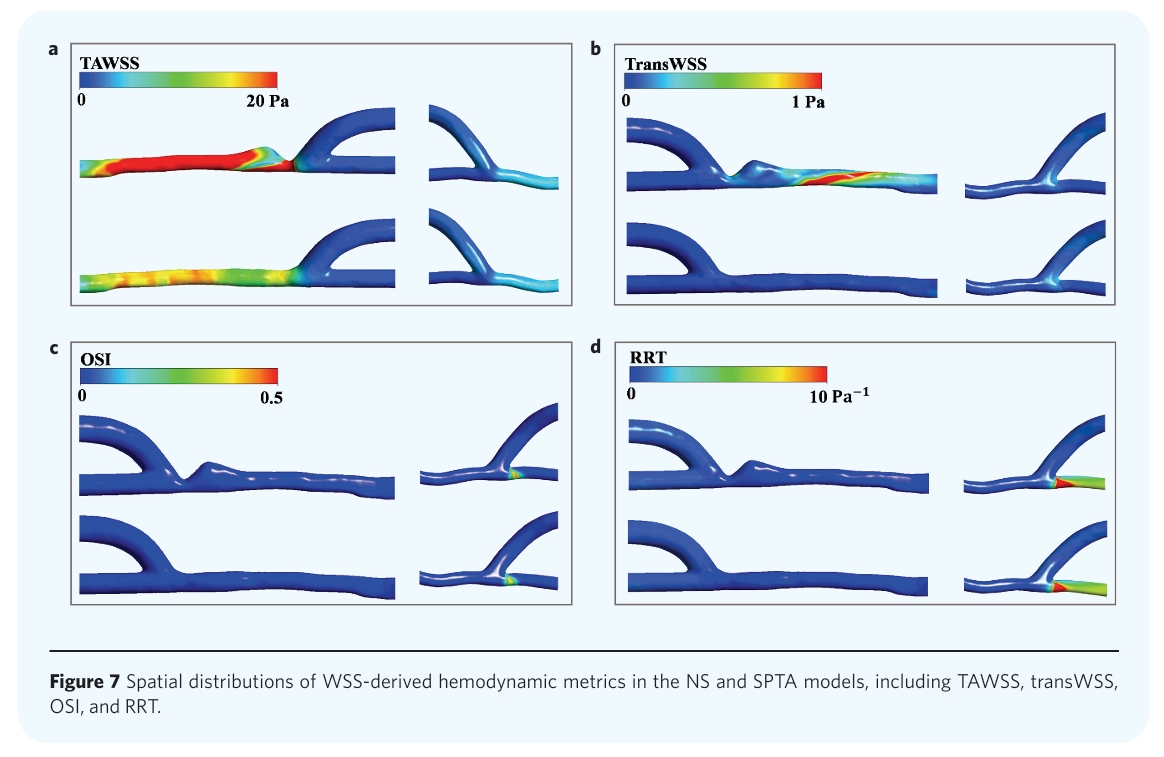 a
TAWSS
0 20 Pa
b
TransWSS
0 1 Pa
c
OSI
0 0.5
d
RRT
0 10 Pa⁻¹
Figure 7 Spatial distributions of WSS-derived hemodynamic metrics in the NS and SPTA models, including TAWSS, transWSS,
OSI, and RRT.